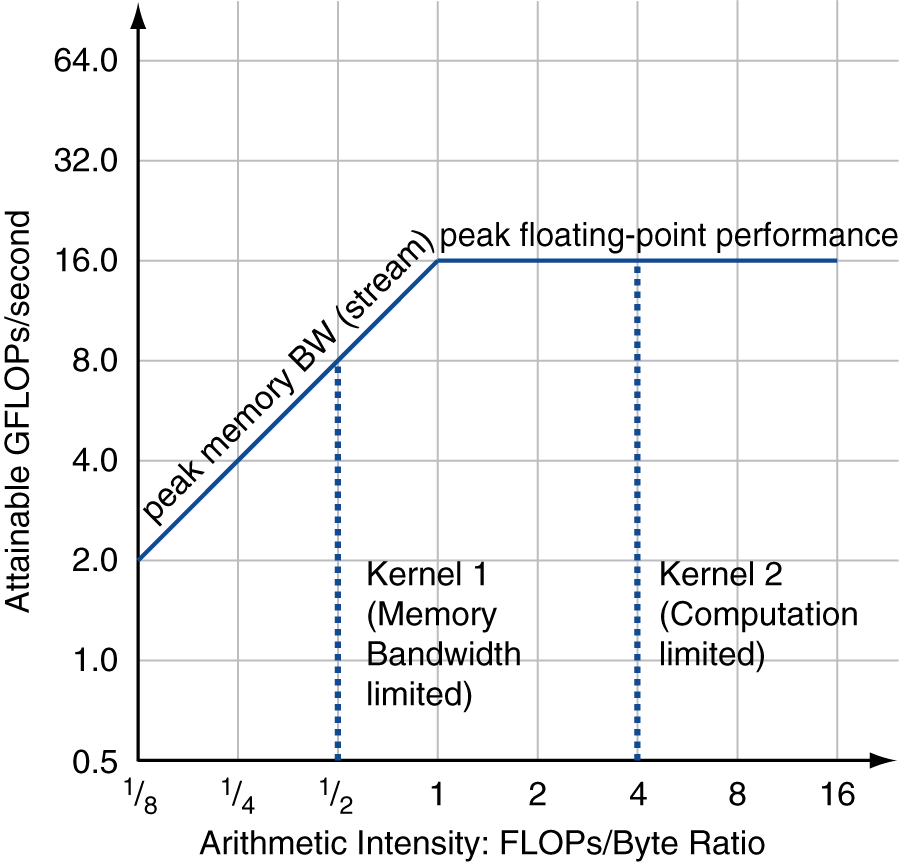 64.0
32.0
16.0
8.0
4.0
2.0
1.0
0.5
Attainable GFLOPs/second
peak memory BW (stream)
peak floating-point performance
Kernel 1
(Memory
Bandwidth
limited)
Kernel 2
(Computation
limited)
1/8 1/4 1/2 1 2 4 8 16
Arithmetic Intensity: FLOPs/Byte Ratio